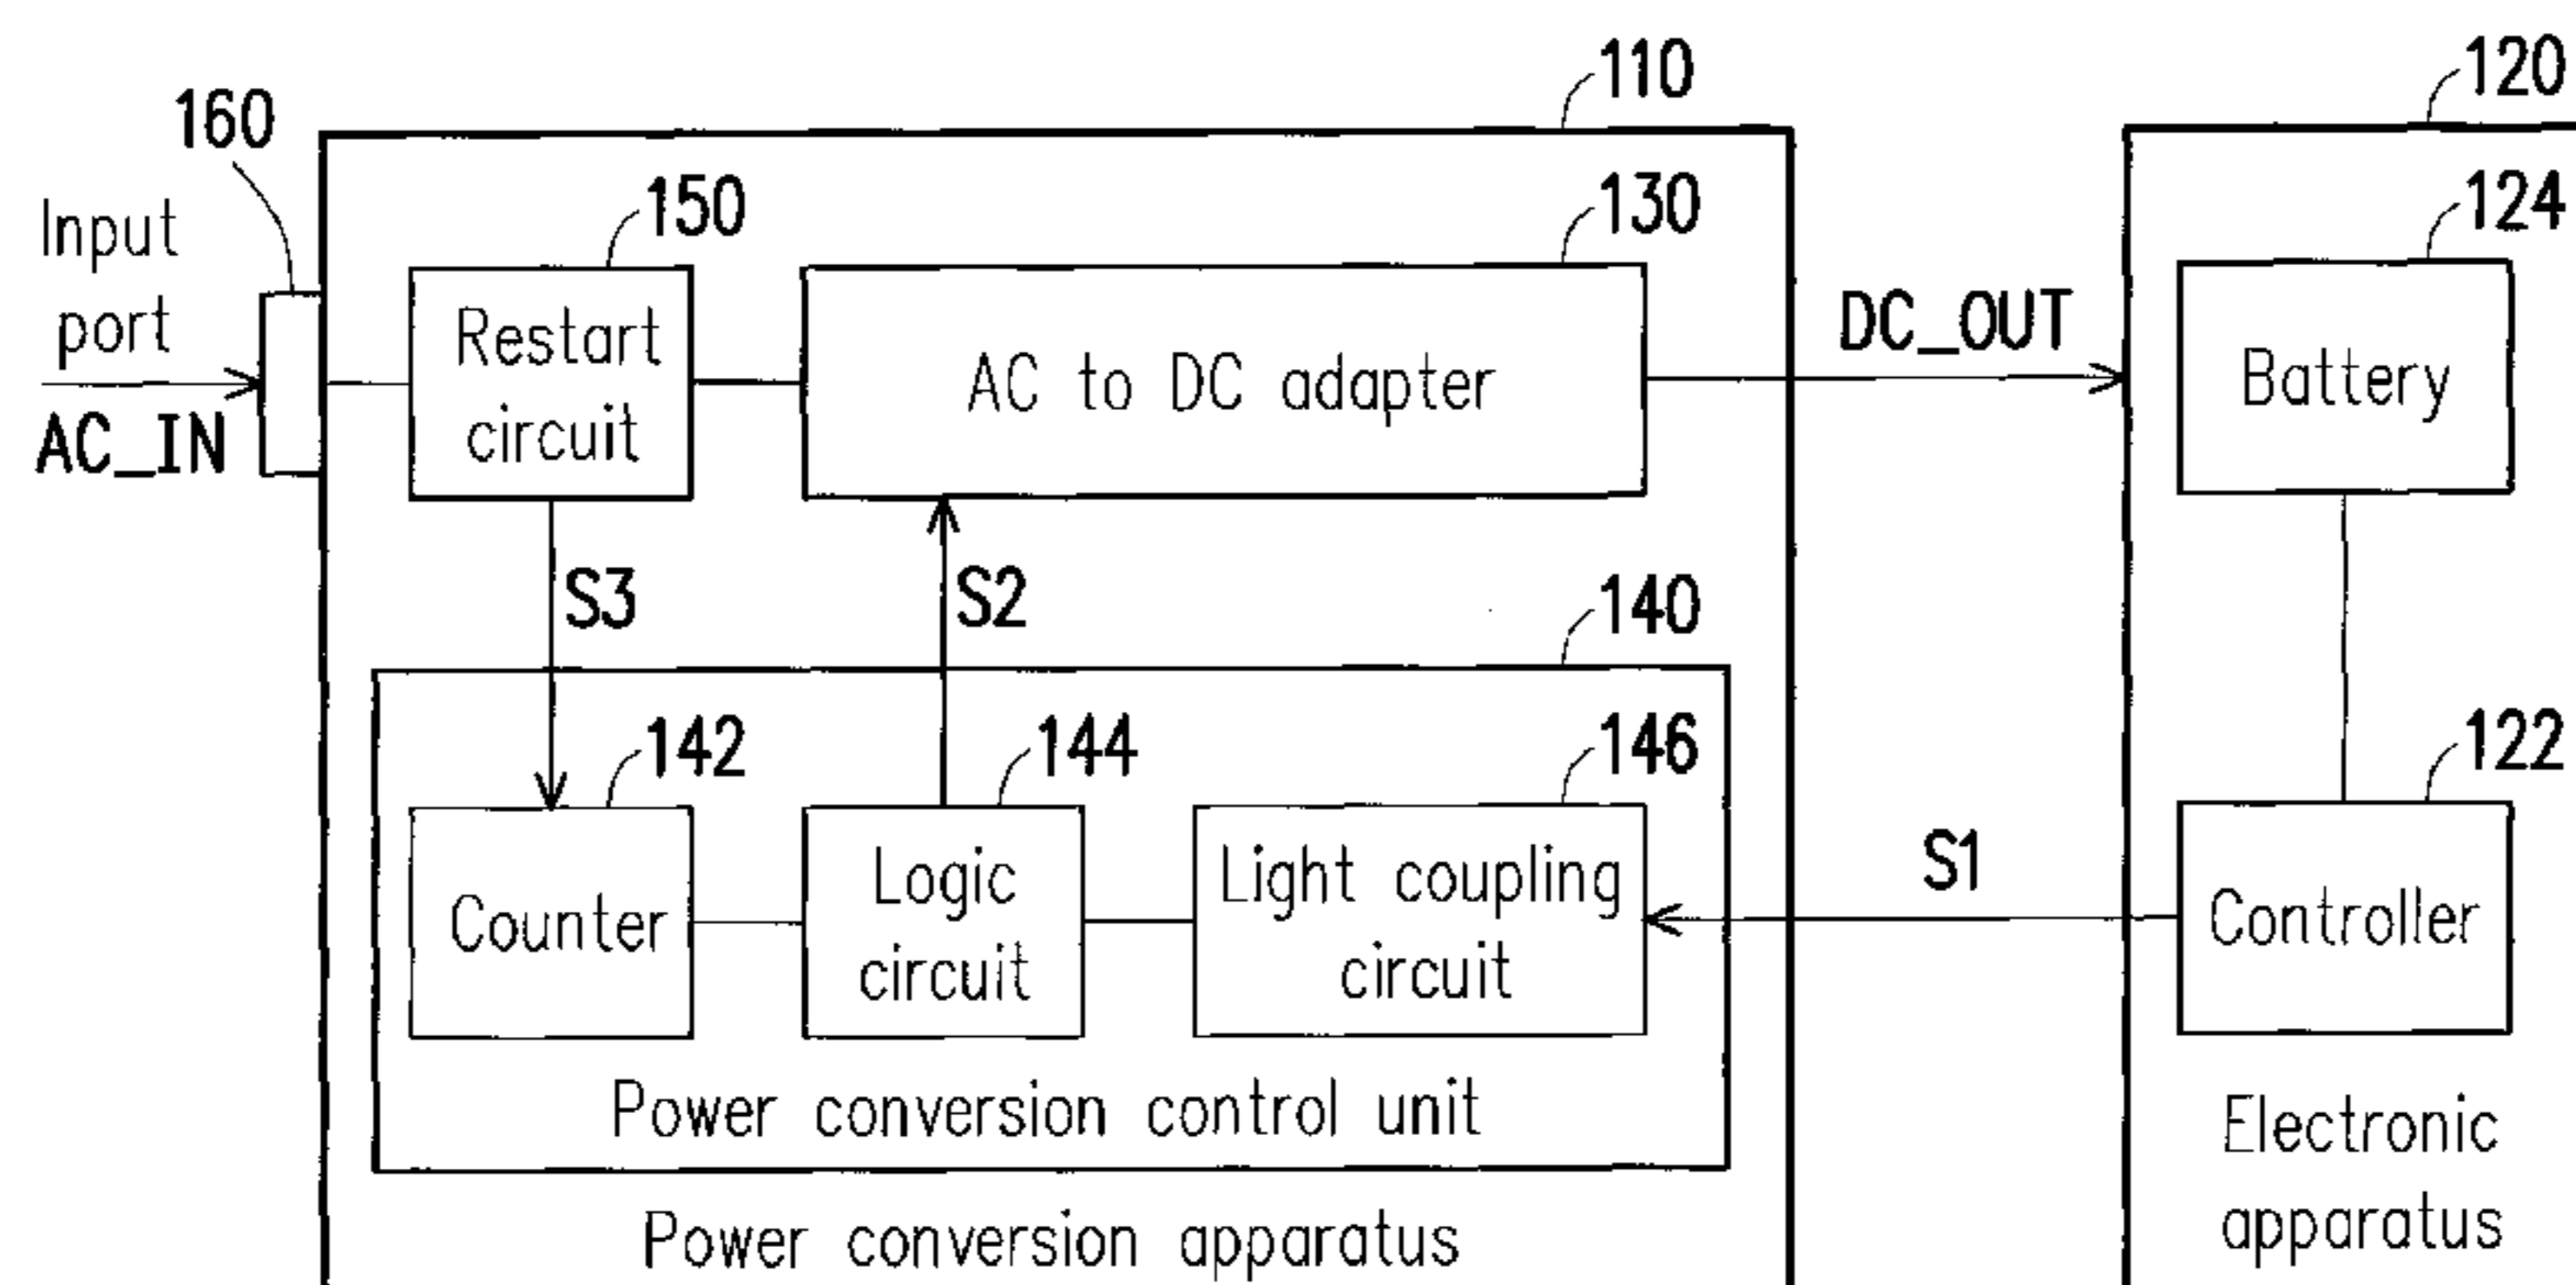 110
120
160
150
130
124
Input
port
AC_IN
Restart
circuit
AC to DC adapter
DC_OUT
Battery
S3
S2
140
142
144
146
122
Counter
Logic
circuit
Light coupling
circuit
S1
Controller
Power conversion control unit
Power conversion apparatus
Electronic
apparatus